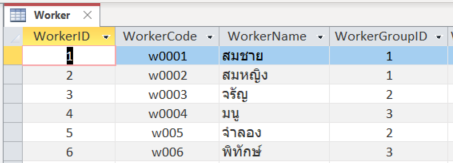 Worker
WorkerID WorkerCode WorkerName WorkerGroupID
1 w0001 สมชาย 1
2 w0002 สมหญิง 1
3 w0003 จรัญ 2
4 w0004 มนู 3
5 w005 จำลอง 2
6 w006 พิทักษ์ 3